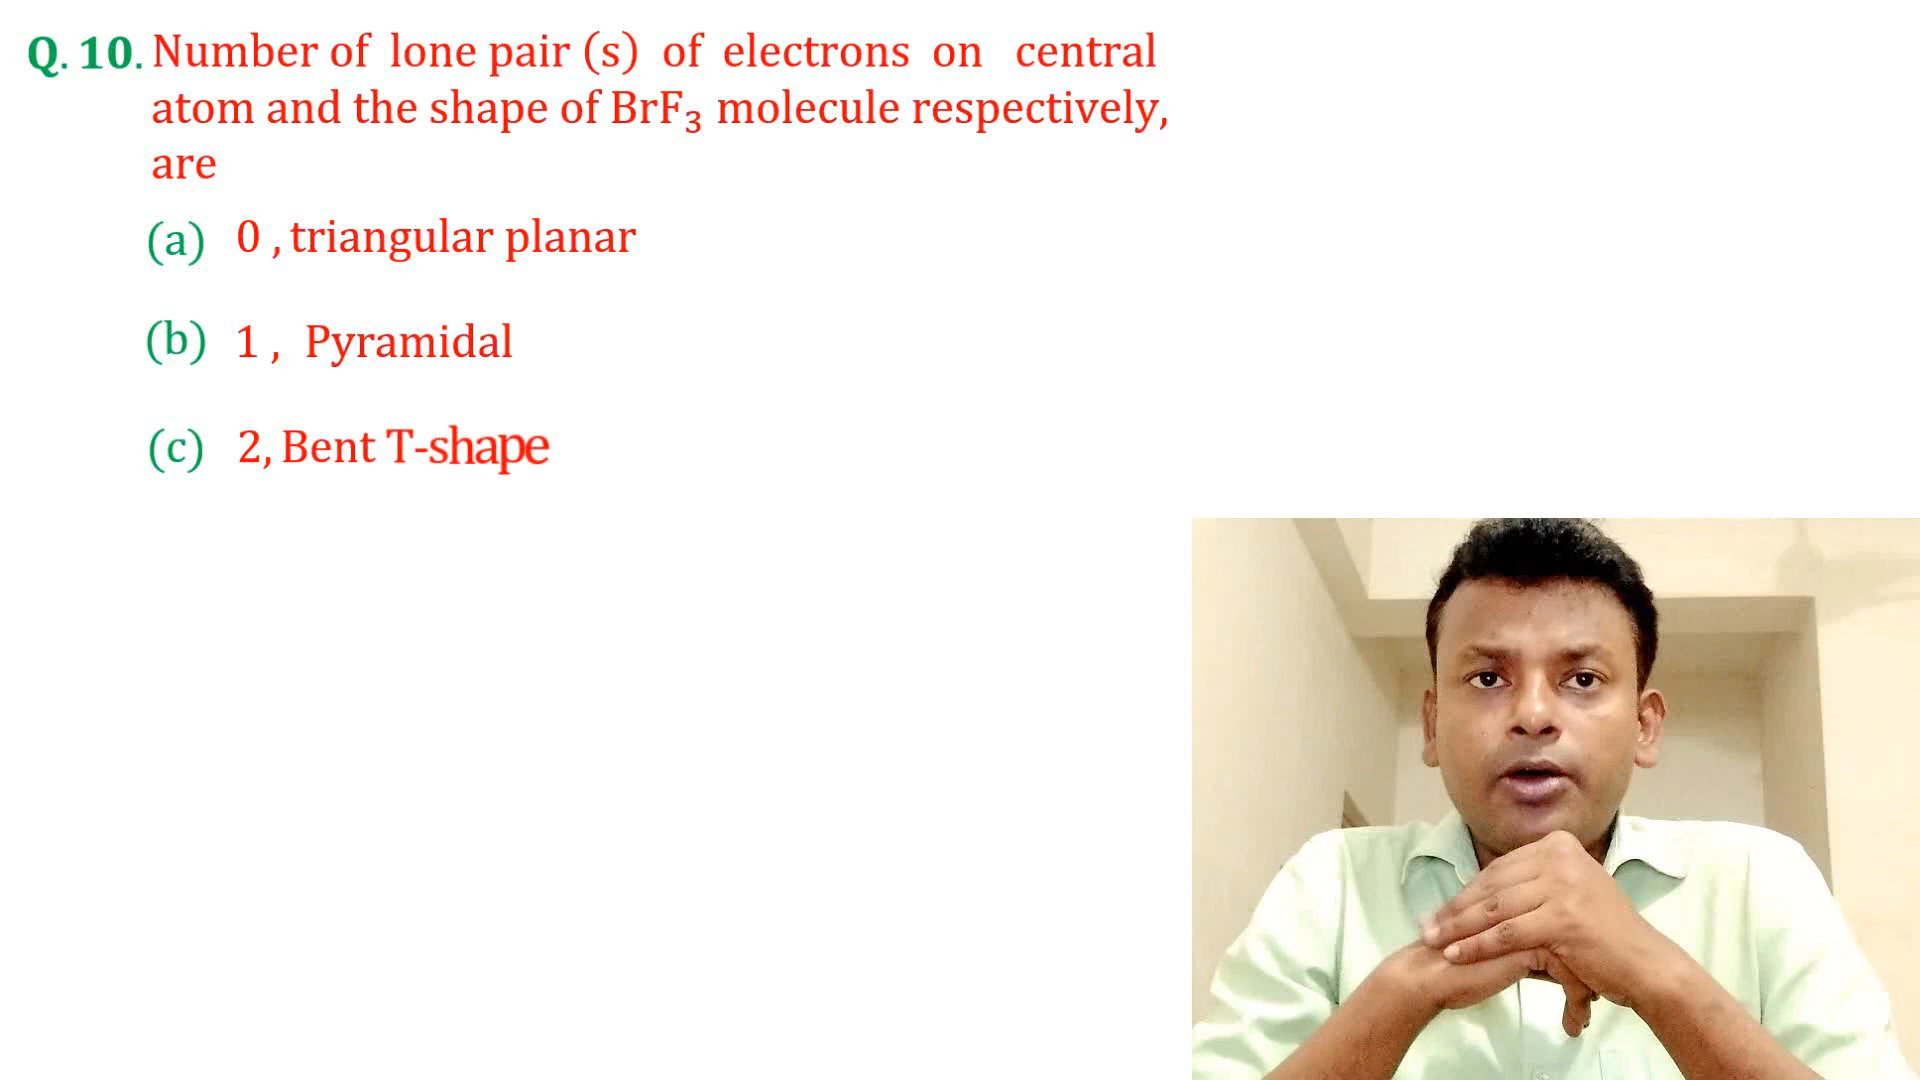 Q. 10. Number of lone pair (s) of electrons on central
atom and the shape of BrF₃ molecule respectively,
are
(a) 0 , triangular planar
(b) 1 , Pyramidal
(c) 2, Bent T-shape